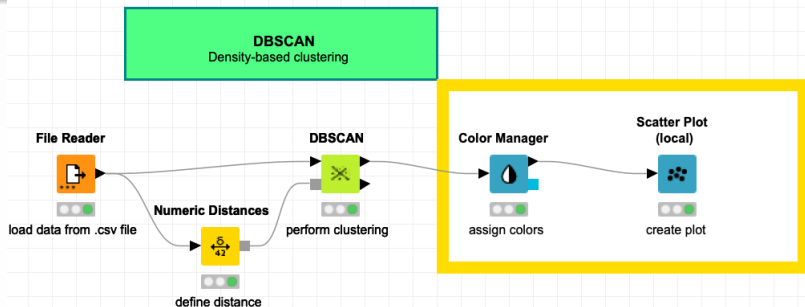 DBSCAN
Density-based clustering
File Reader
load data from .csv file
Numeric Distances
δ
42
define distance
DBSCAN
perform clustering
Color Manager
assign colors
Scatter Plot
(local)
create plot